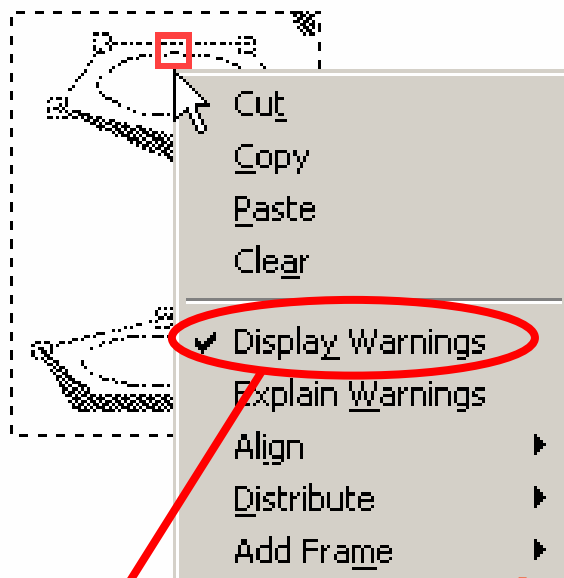 Cut
Copy
Paste
Clear
Display Warnings
Explain Warnings
Align
Distribute
Add Frame